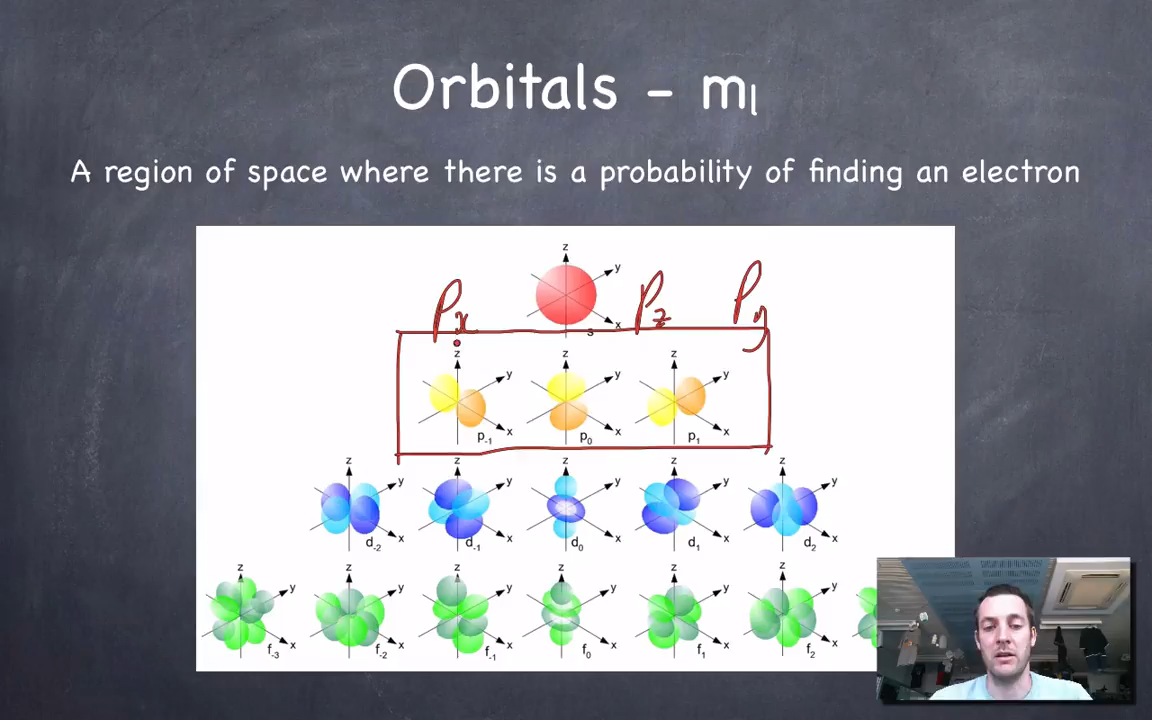 Orbitals - mₗ
A region of space where there is a probability of finding an electron
z
y
x
s
Px Pz Py
z z z
y y y
x x x
p-1 p0 p1
z z z z z
y y y y y
x x x x x
d-2 d-1 d0 d1 d2
z z z z z z
y y y y y y
x x x x x x
f-3 f-2 f-1 f0 f1 f2